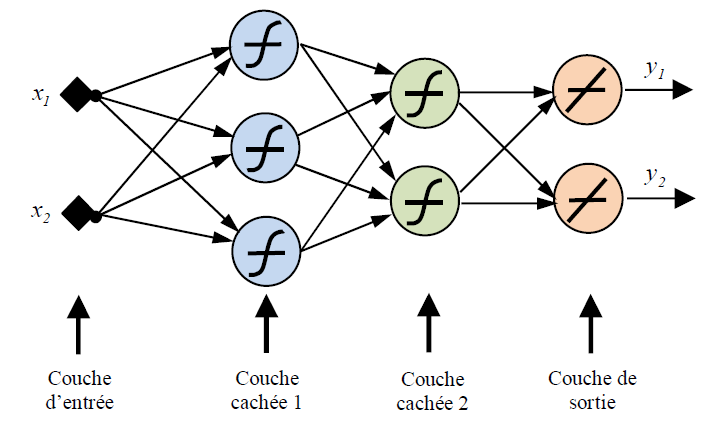 x1
x2
y1
y2
Couche
d'entrée
Couche
cachée 1
Couche
cachée 2
Couche de
sortie